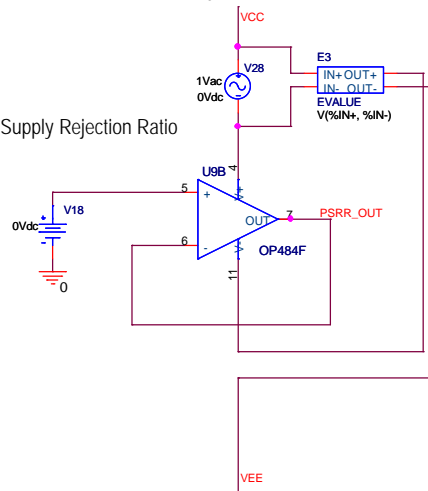 VCC
V28
1Vac
0Vdc
E3
IN+ OUT+
IN- OUT-
EVALUE
V(%IN+, %IN-)
Supply Rejection Ratio
U9B
4
V+
5
+
V18
0Vdc
0
OUT
7
PSRR_OUT
6
-
V-
OP484F
11
VEE